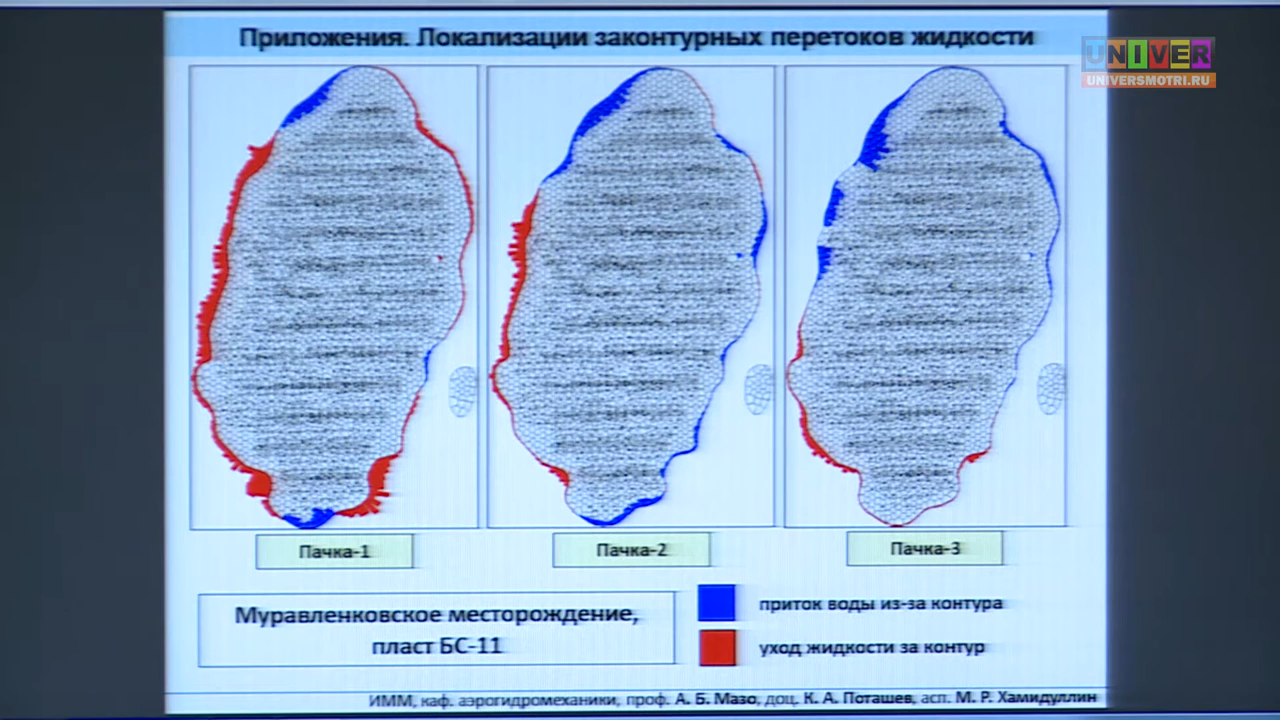 Приложения. Локализации законтурных перетоков жидкости
UNIVER
UNIVERSMOTRI.RU
Пачка-1
Пачка-2
Пачка-3
Муравленковское месторождение,
пласт БС-11
приток воды из-за контура
уход жидкости за контур
ИММ, каф. аэрогидромеханики, проф. А. Б. Мазо, доц. К. А. Поташев, асп. М. Р. Хамидуллин